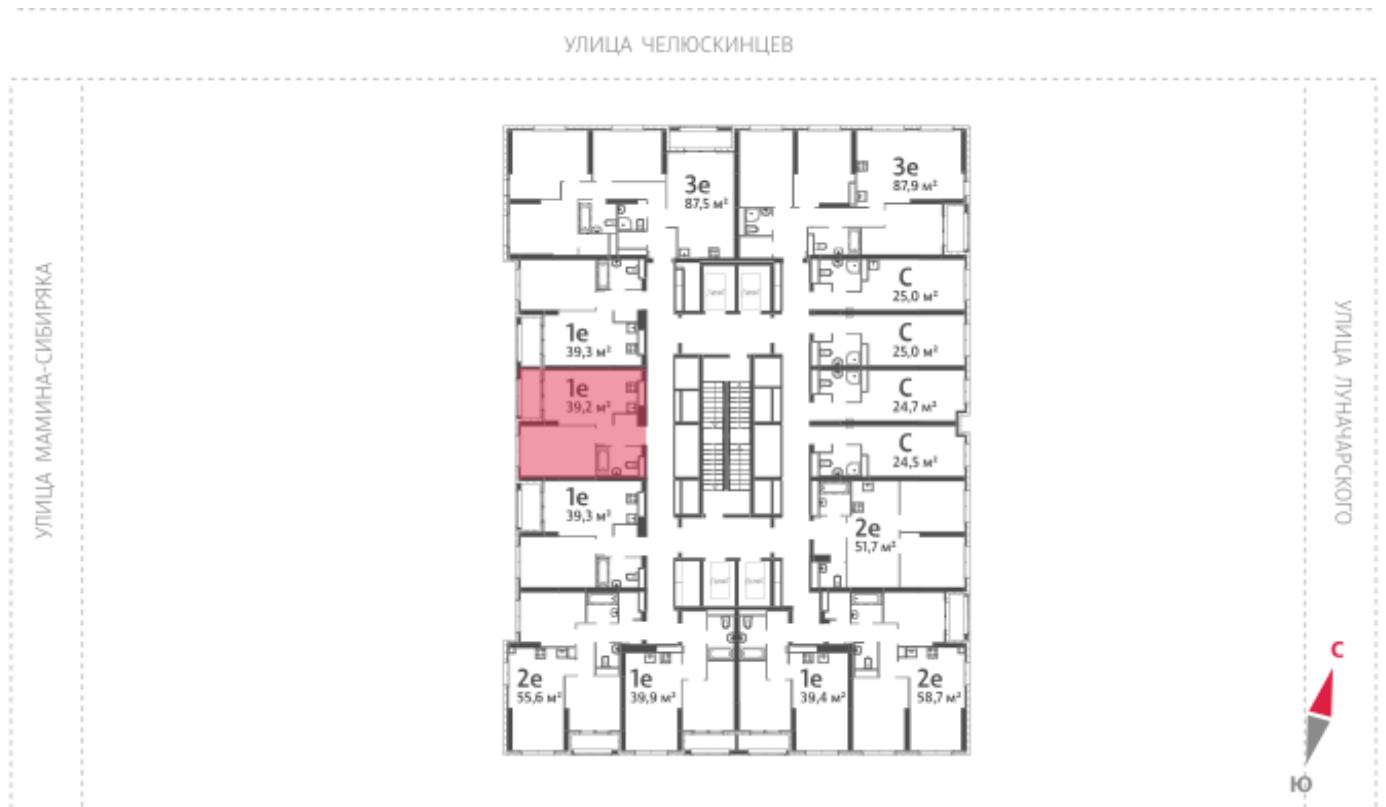 УЛИЦА ЧЕЛЮСКИНЦЕВ
УЛИЦА МАМИНА-СИБИРЯКА
УЛИЦА ЛУНАЧАРСКОГО
3е
87,5 м²
3е
87,9 м²
С
25,0 м²
1е
39,3 м²
С
25,0 м²
1е
39,2 м²
С
24,7 м²
С
24,5 м²
1е
39,3 м²
2е
51,7 м²
2е
55,6 м²
1е
39,9 м²
1е
39,4 м²
2е
58,7 м²
С
Ю